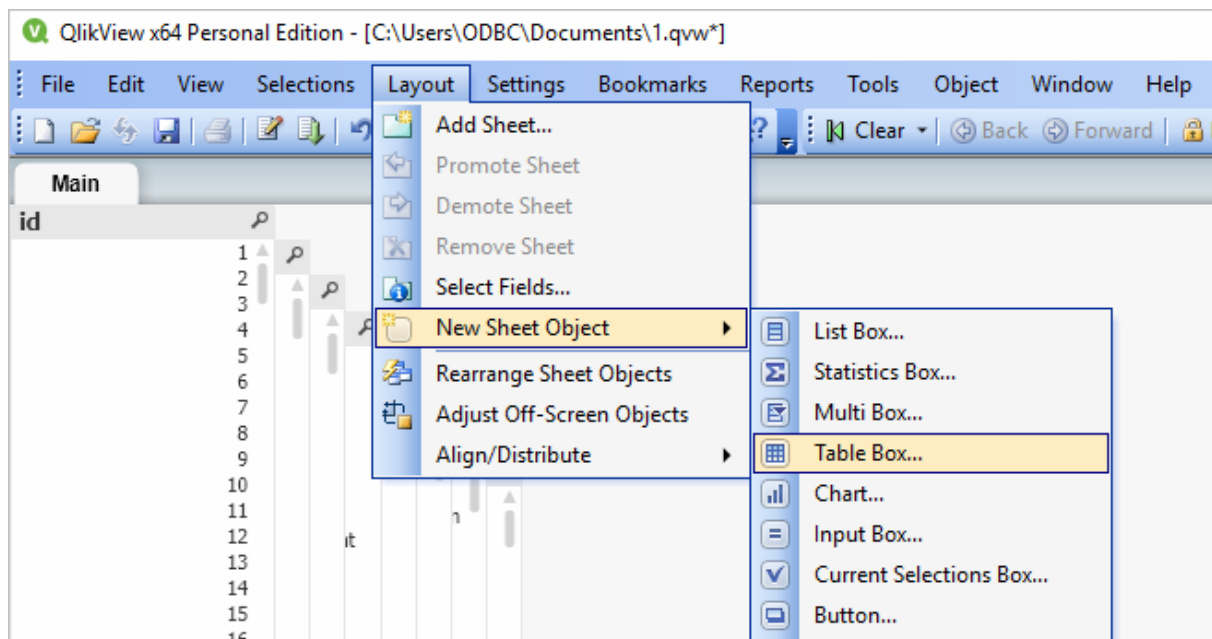 QlikView x64 Personal Edition - [C:\Users\ODBC\Documents\1.qvw*]
File Edit View Selections Layout Settings Bookmarks Reports Tools Object Window Help
Clear Back Forward
Main
id
Add Sheet...
Promote Sheet
Demote Sheet
Remove Sheet
Select Fields...
New Sheet Object
Rearrange Sheet Objects
Adjust Off-Screen Objects
Align/Distribute
List Box...
Statistics Box...
Multi Box...
Table Box...
Chart...
Input Box...
Current Selections Box...
Button...
1
2
3
4
5
6
7
8
9
10
11
12
13
14
15